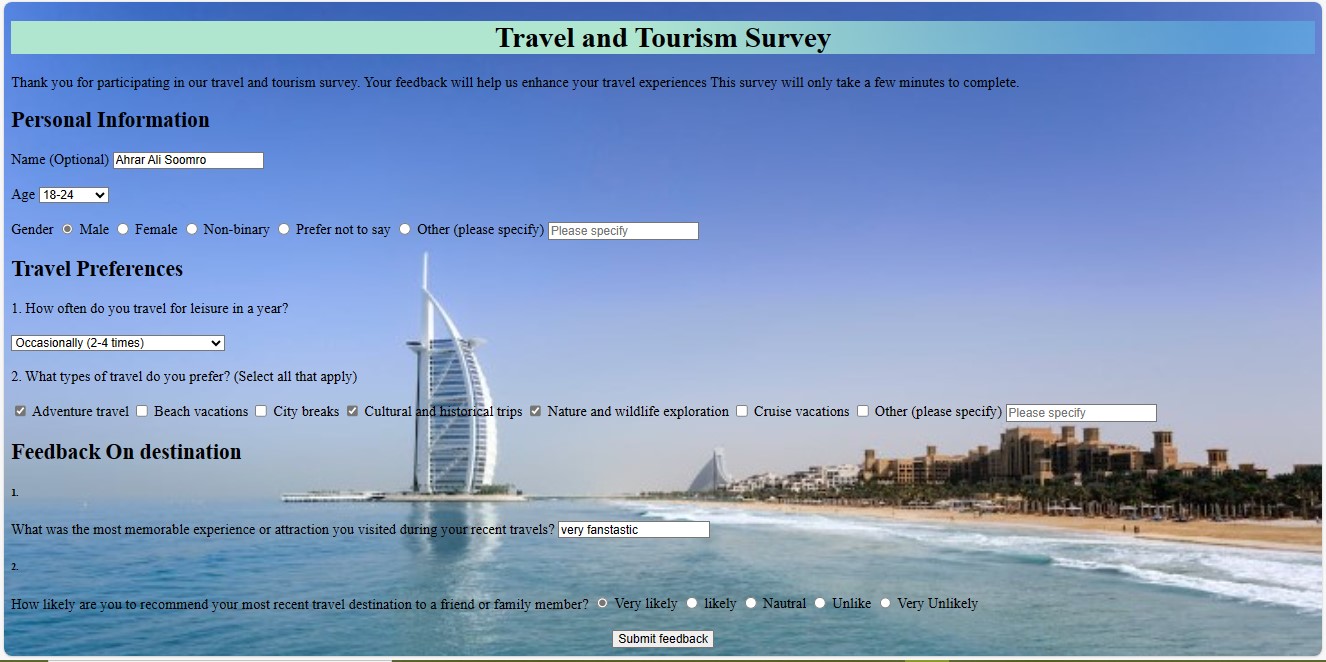 Travel and Tourism Survey
Thank you for participating in our travel and tourism survey. Your feedback will help us enhance your travel experiences This survey will only take a few minutes to complete.
Personal Information
Name (Optional) Ahrar Ali Soomro
Age 18-24
Gender Male Female Non-binary Prefer not to say Other (please specify) Please specify
Travel Preferences
1. How often do you travel for leisure in a year?
Occasionally (2-4 times)
2. What types of travel do you prefer? (Select all that apply)
Adventure travel Beach vacations City breaks Cultural and historical trips Nature and wildlife exploration Cruise vacations Other (please specify) Please specify
Feedback On destination
1.
What was the most memorable experience or attraction you visited during your recent travels? very fanstastic
2.
How likely are you to recommend your most recent travel destination to a friend or family member? Very likely likely Nautral Unlike Very Unlikely
Submit feedback